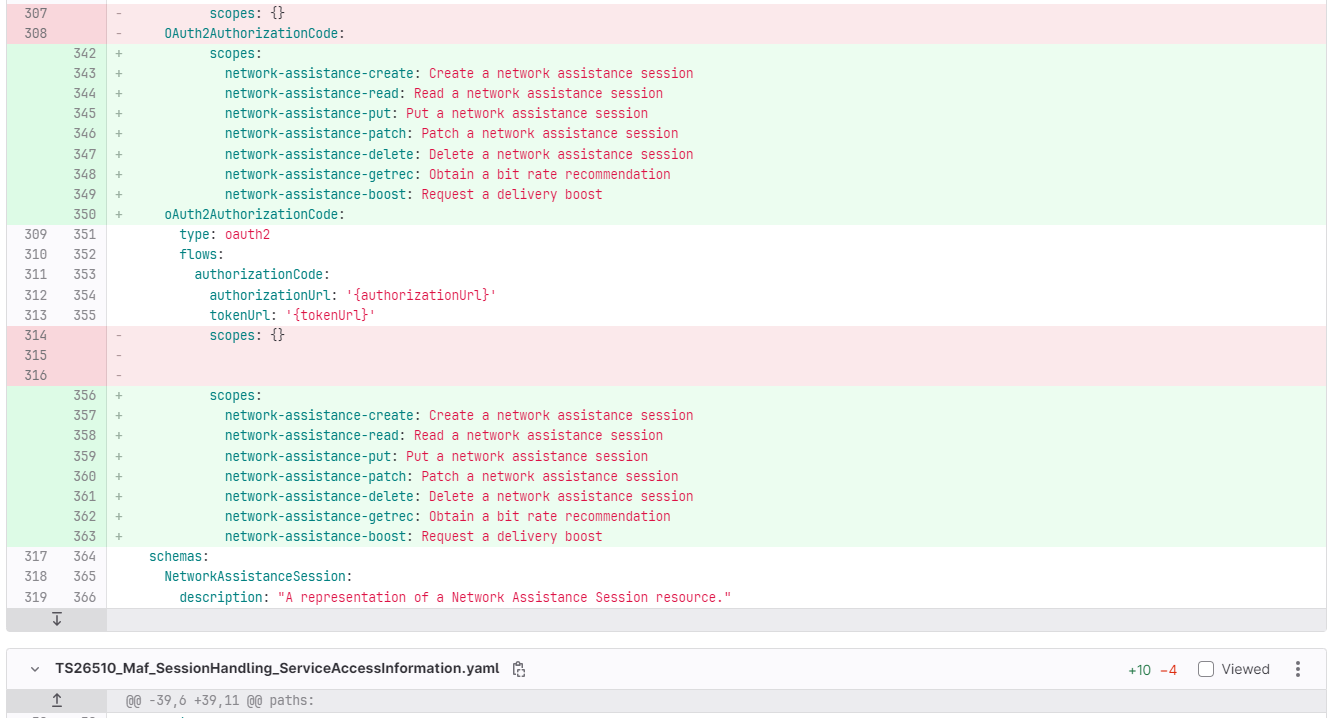 307 - scopes: {}
308 - OAuth2AuthorizationCode:
342 + scopes:
343 + network-assistance-create: Create a network assistance session
344 + network-assistance-read: Read a network assistance session
345 + network-assistance-put: Put a network assistance session
346 + network-assistance-patch: Patch a network assistance session
347 + network-assistance-delete: Delete a network assistance session
348 + network-assistance-getrec: Obtain a bit rate recommendation
349 + network-assistance-boost: Request a delivery boost
350 + oAuth2AuthorizationCode:
309 351 type: oauth2
310 352 flows:
311 353 authorizationCode:
312 354 authorizationUrl: '{authorizationUrl}'
313 355 tokenUrl: '{tokenUrl}'
314 - scopes: {}
315 -
316 -
356 + scopes:
357 + network-assistance-create: Create a network assistance session
358 + network-assistance-read: Read a network assistance session
359 + network-assistance-put: Put a network assistance session
360 + network-assistance-patch: Patch a network assistance session
361 + network-assistance-delete: Delete a network assistance session
362 + network-assistance-getrec: Obtain a bit rate recommendation
363 + network-assistance-boost: Request a delivery boost
317 364 schemas:
318 365 NetworkAssistanceSession:
319 366 description: "A representation of a Network Assistance Session resource."
TS26510_Maf_SessionHandling_ServiceAccessInformation.yaml +10 −4 Viewed
@@ -39,6 +39,11 @@ paths: